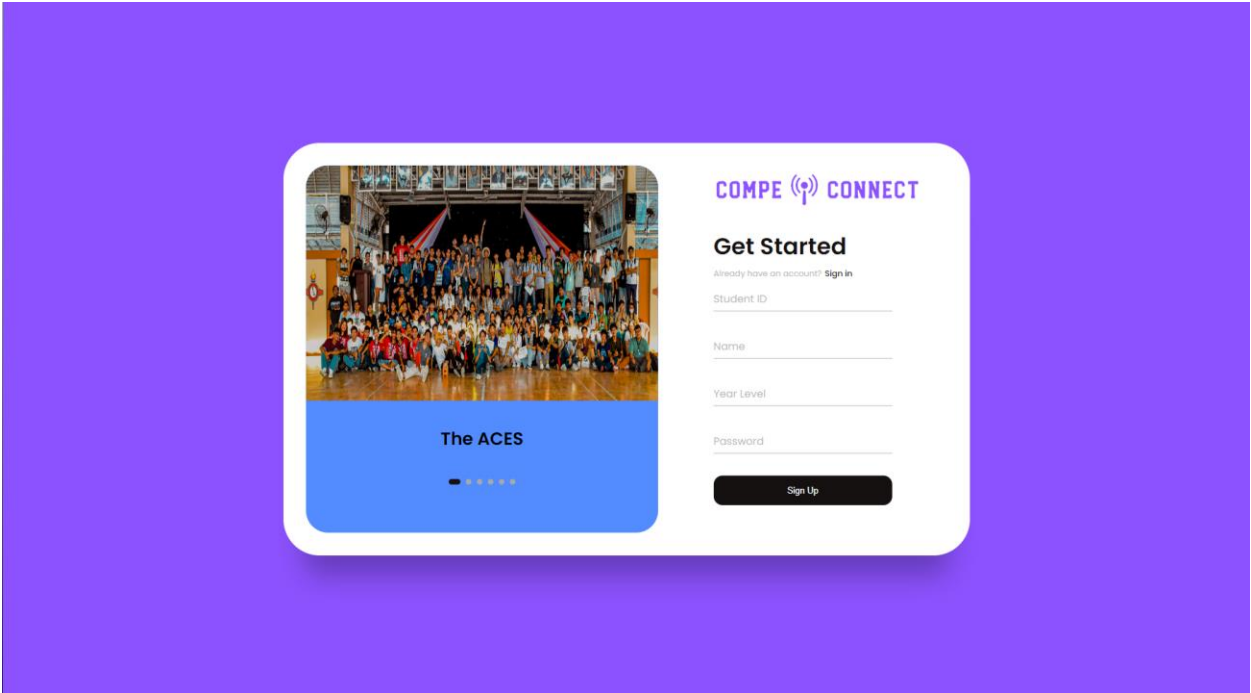 COMPE CONNECT
Get Started
Already have an account? Sign in
Student ID
Name
Year Level
Password
Sign Up
The ACES